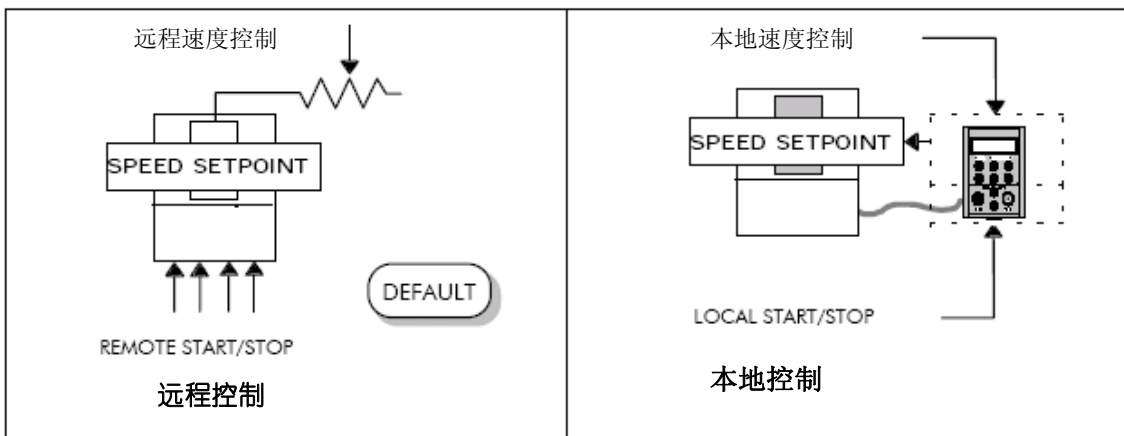 远程速度控制
SPEED SETPOINT
DEFAULT
REMOTE START/STOP
远程控制
本地速度控制
SPEED SETPOINT
LOCAL START/STOP
本地控制